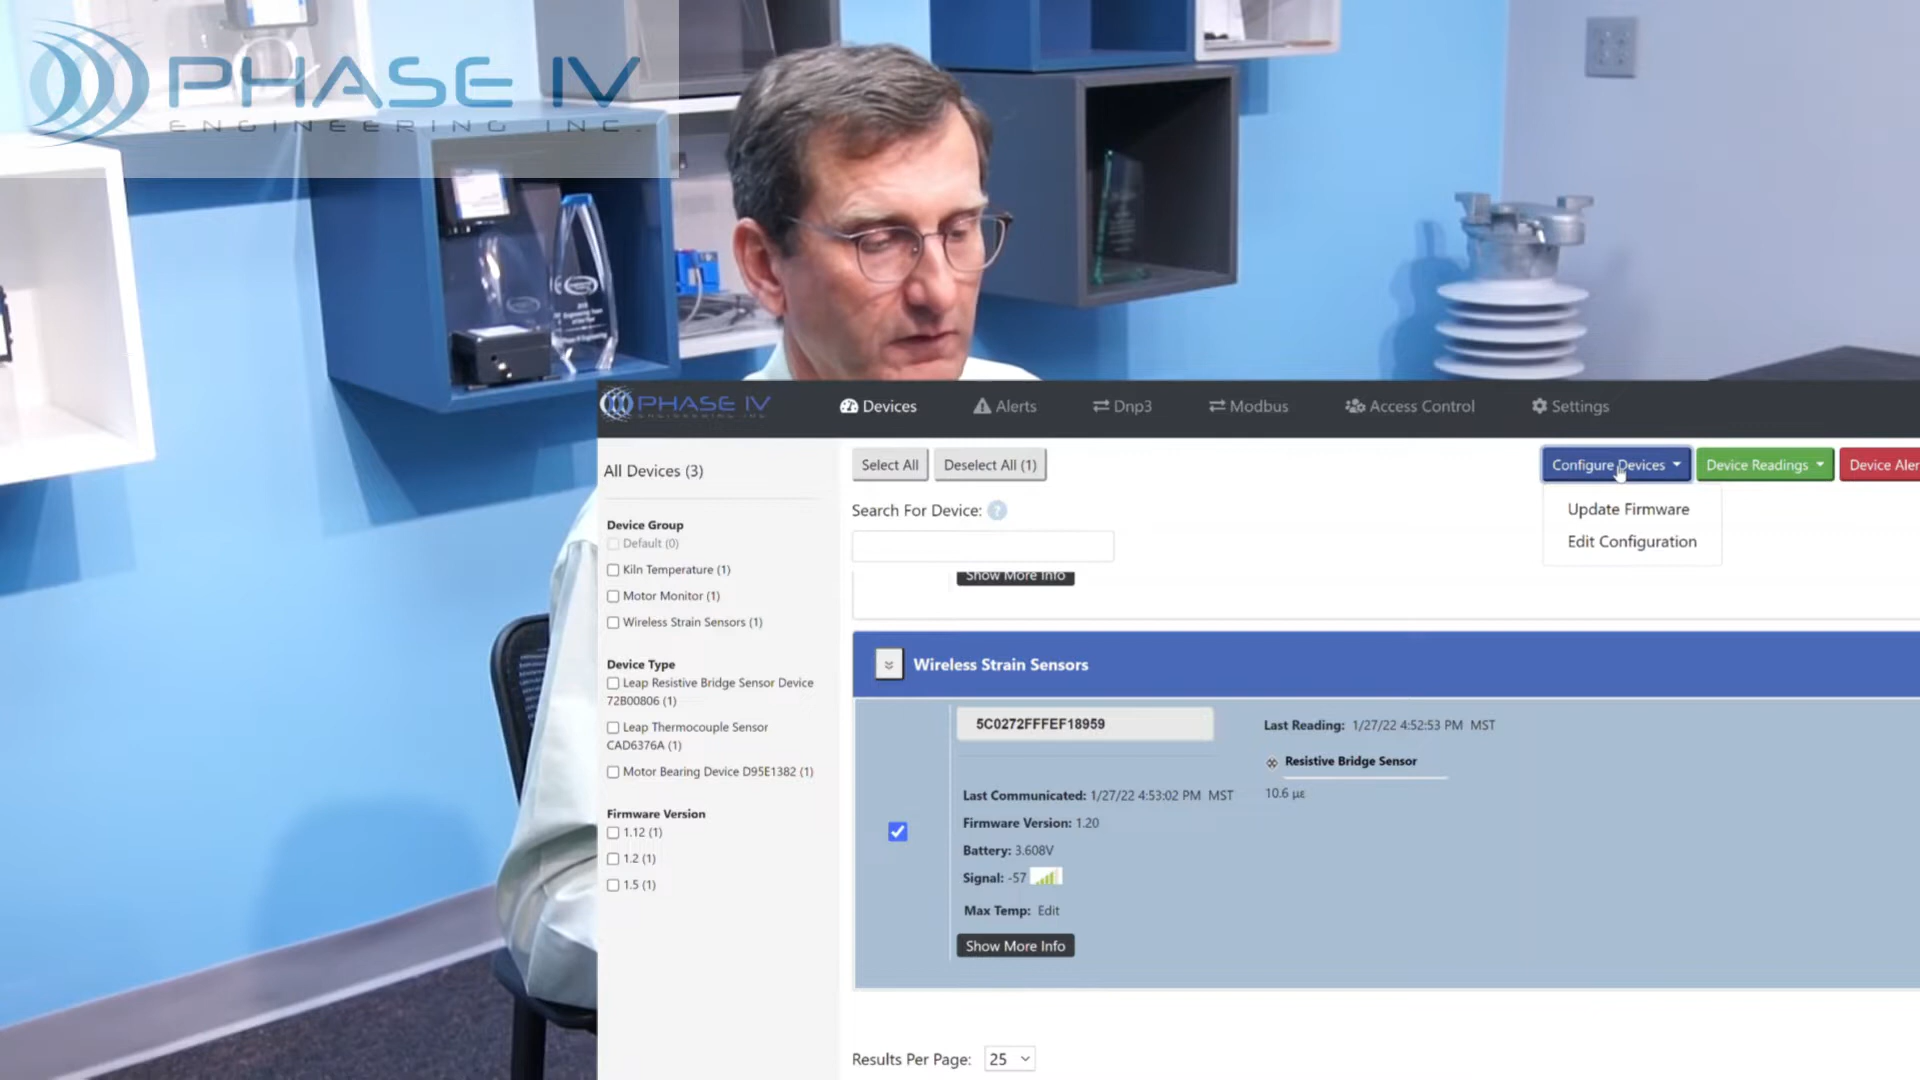 PHASE IV
ENGINEERING INC.
PHASE IV
Devices
Alerts
Dnp3
Modbus
Access Control
Settings
All Devices (3)
Select All
Deselect All (1)
Configure Devices
Device Readings
Device Aler
Update Firmware
Edit Configuration
Search For Device: ?
Device Group
Default (0)
Kiln Temperature (1)
Motor Monitor (1)
Wireless Strain Sensors (1)
Device Type
Leap Resistive Bridge Sensor Device
72B00806 (1)
Leap Thermocouple Sensor
CAD6376A (1)
Motor Bearing Device D95E1382 (1)
Firmware Version
1.12 (1)
1.2 (1)
1.5 (1)
Show More Info
Wireless Strain Sensors
5C0272FFFEF18959
Last Reading: 1/27/22 4:52:53 PM MST
Resistive Bridge Sensor
10.6 µε
Last Communicated: 1/27/22 4:53:02 PM MST
Firmware Version: 1.20
Battery: 3.608V
Signal: -57
Max Temp: Edit
Show More Info
Results Per Page: 25